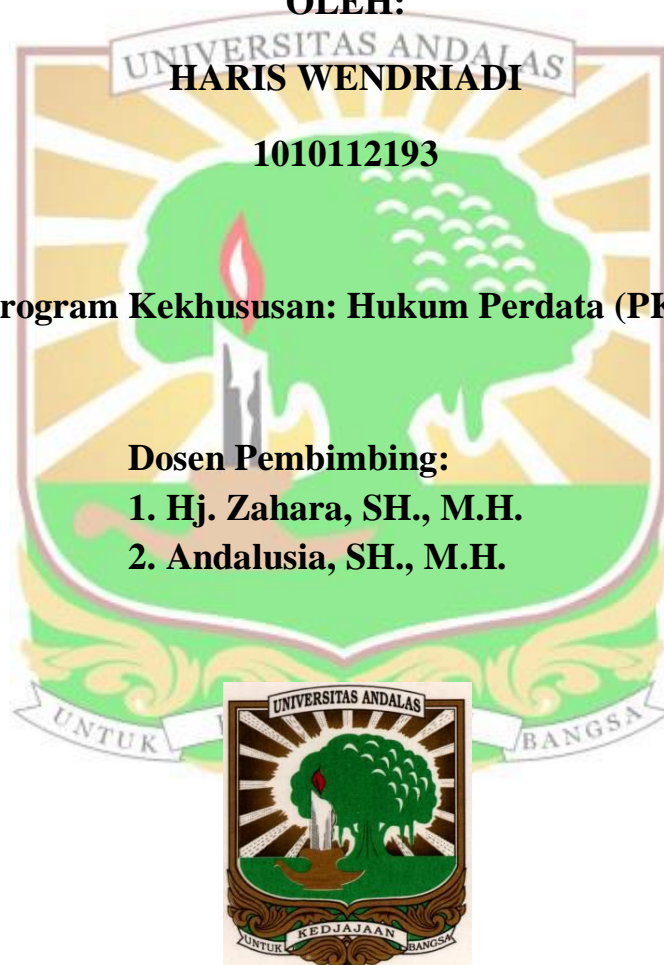 OLEH:
UNIVERSITAS ANDALAS
HARIS WENDRIADI
1010112193
rogram Kekhususan: Hukum Perdata (PK
Dosen Pembimbing:
1. Hj. Zahara, SH., M.H.
2. Andalusia, SH., M.H.
UNTUK BANGSA
UNIVERSITAS ANDALAS
UNTUK KEDJAJAAN BANGSA